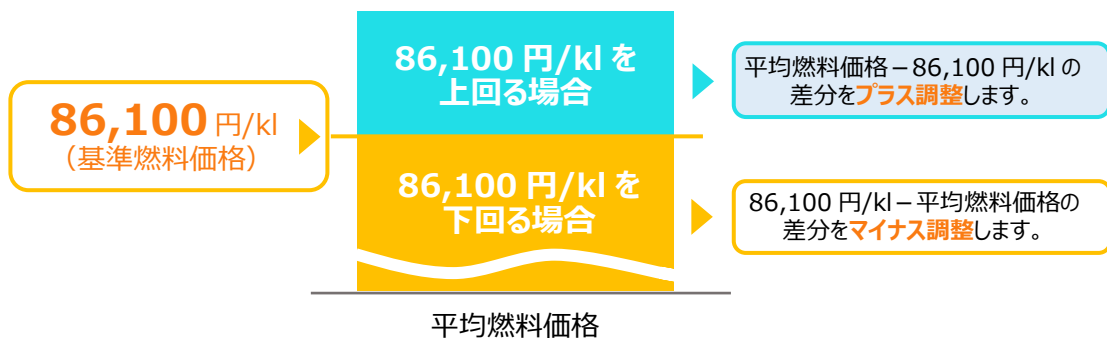 86,100 円/kl
（基準燃料価格）
86,100 円/kl を
上回る場合
86,100 円/kl を
下回る場合
平均燃料価格
平均燃料価格－86,100 円/kl の
差分をプラス調整します。
86,100 円/kl－平均燃料価格の
差分をマイナス調整します。